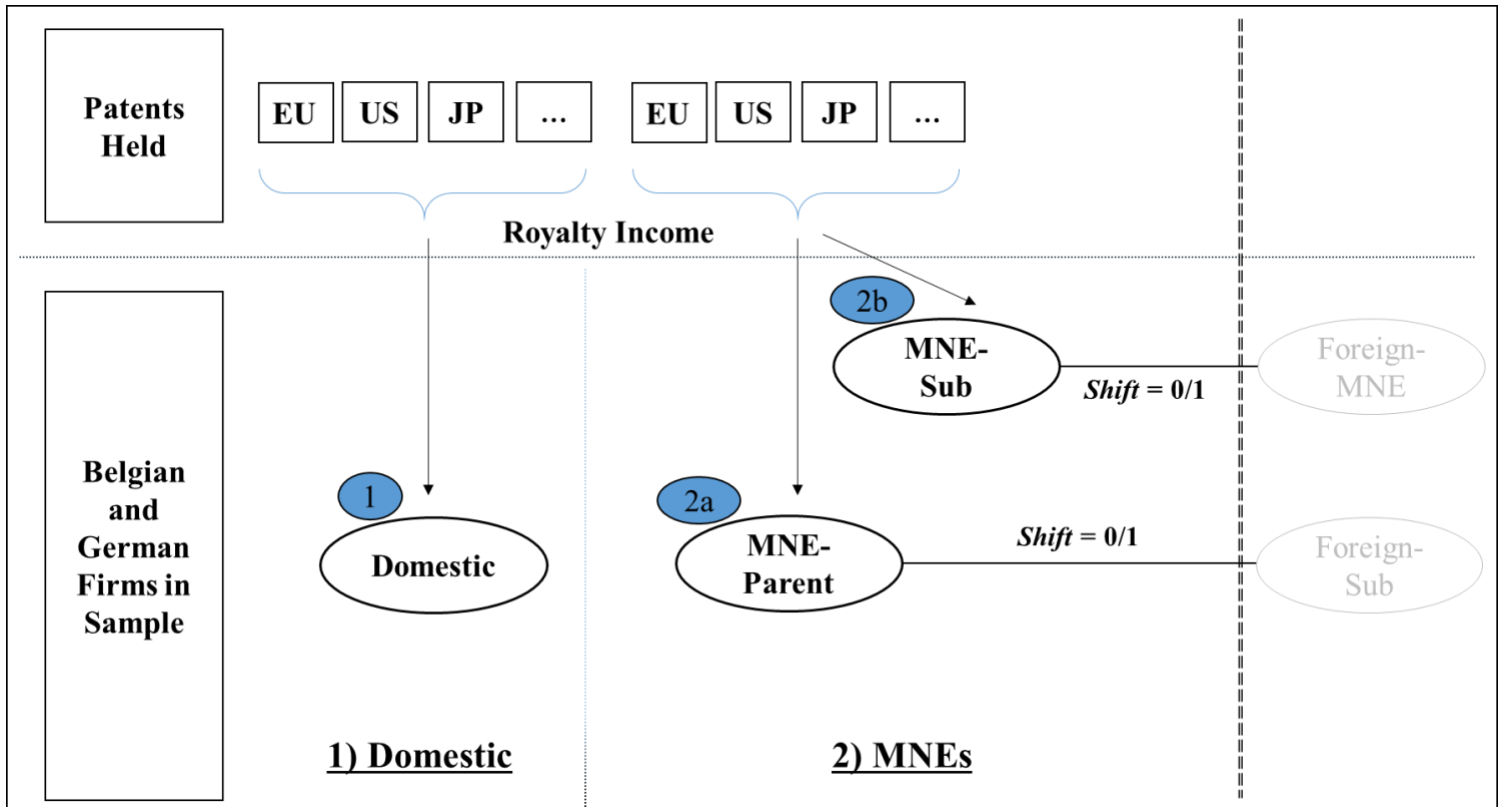 Patents
Held
EU
US
JP
...
EU
US
JP
...
Royalty Income
Belgian
and
German
Firms in
Sample
1
Domestic
2a
MNE-
Parent
2b
MNE-
Sub
Shift = 0/1
Foreign-
MNE
Shift = 0/1
Foreign-
Sub
1) Domestic
2) MNEs